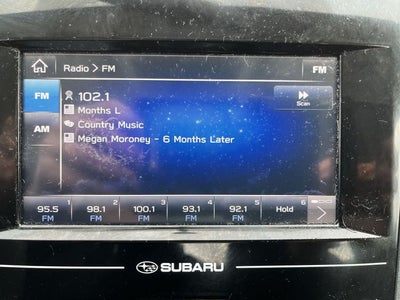 Radio > FM
FM
FM
102.1
Scan
Months L
AM
Country Music
Megan Moroney - 6 Months Later
1 2 3 4 5 6
95.5 98.1 100.1 93.1 92.1 Hold
FM FM FM FM FM
SUBARU